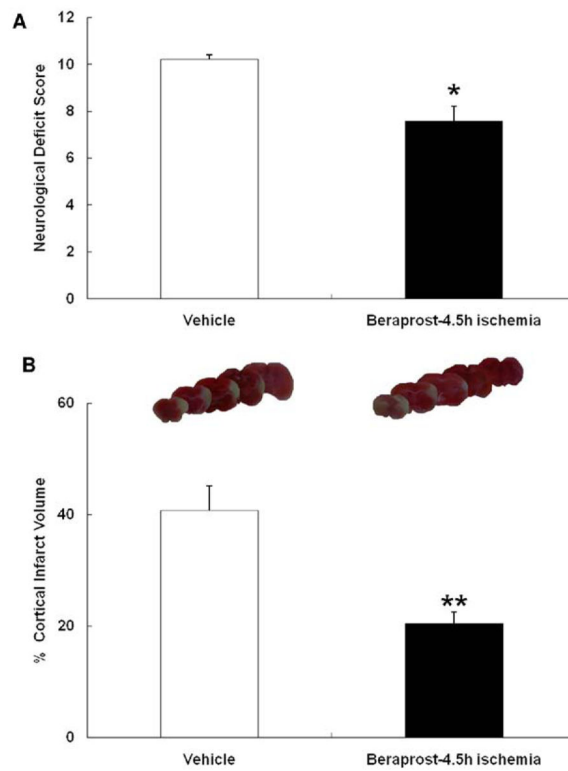 A
Neurological Deficit Score
12
10
8
6
4
2
0
*
Vehicle
Beraprost-4.5h ischemia
B
% Cortical Infarct Volume
60
40
20
0
**
Vehicle
Beraprost-4.5h ischemia